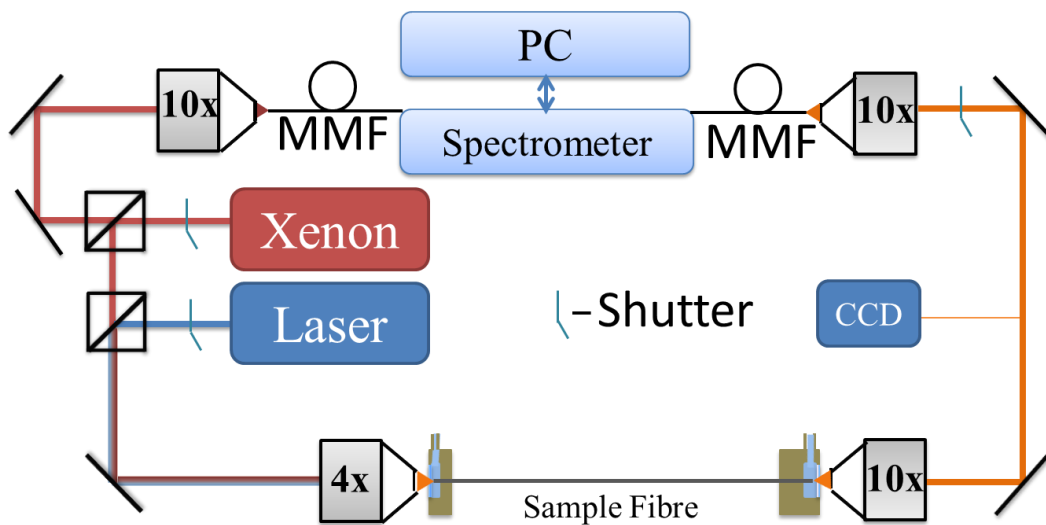 PC
10x
10x
MMF
Spectrometer
MMF
Xenon
Laser
–Shutter
CCD
4x
10x
Sample Fibre